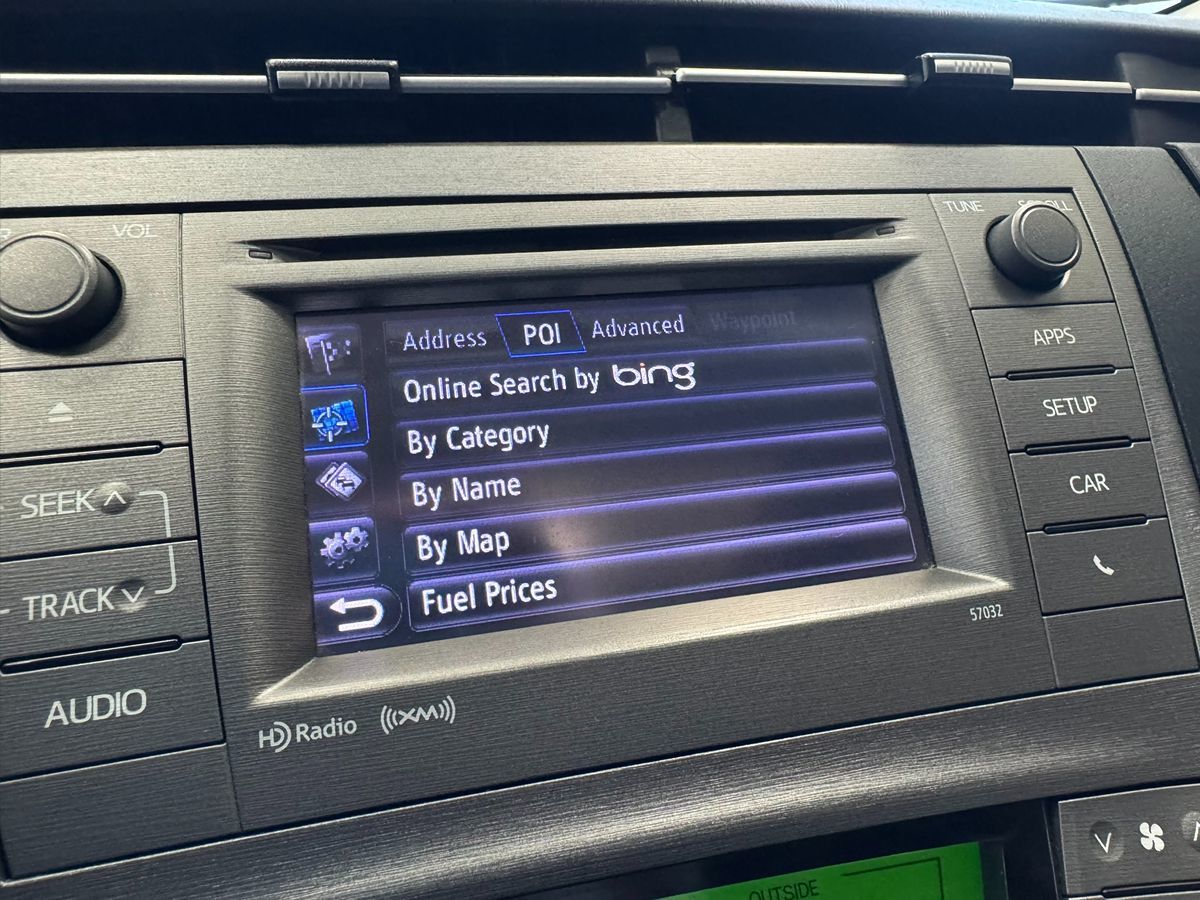 VOL
TUNE SCROLL
Address POI Advanced Waypoint
Online Search by bing
By Category
By Name
By Map
Fuel Prices
SEEK
TRACK
AUDIO
APPS
SETUP
CAR
57032
HD Radio
XM
OUTSIDE